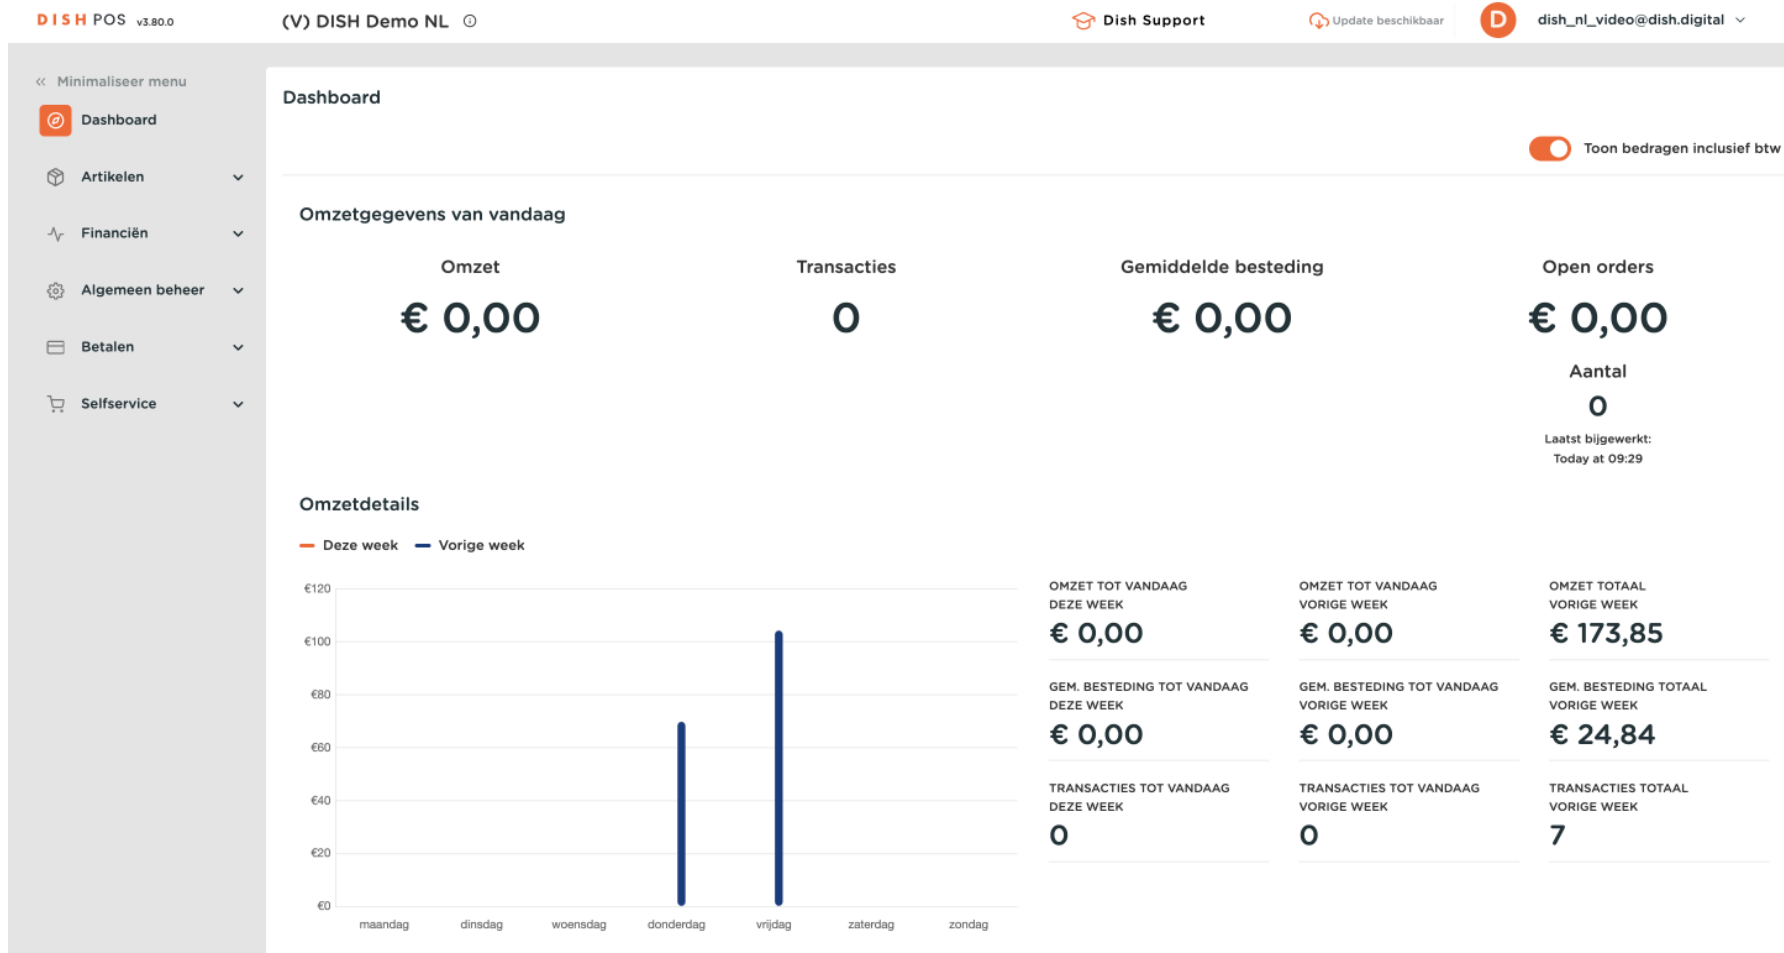 DISH POS v3.80.0
(V) DISH Demo NL
Dish Support
Update beschikbaar
D
dish_nl_video@dish.digital
Minimaliseer menu
Dashboard
Artikelen
Financiën
Algemeen beheer
Betalen
Selfservice
Dashboard
Toon bedragen inclusief btw
Omzetgegevens van vandaag
Omzet
€ 0,00
Transacties
0
Gemiddelde besteding
€ 0,00
Open orders
€ 0,00
Aantal
0
Laatst bijgewerkt:
Today at 09:29
Omzetdetails
Deze week
Vorige week
€120
€100
€80
€60
€40
€20
€0
maandag
dinsdag
woensdag
donderdag
vrijdag
zaterdag
zondag
OMZET TOT VANDAAG
DEZE WEEK
€ 0,00
OMZET TOT VANDAAG
VORIGE WEEK
€ 0,00
OMZET TOTAAL
VORIGE WEEK
€ 173,85
GEM. BESTEDING TOT VANDAAG
DEZE WEEK
€ 0,00
GEM. BESTEDING TOT VANDAAG
VORIGE WEEK
€ 0,00
GEM. BESTEDING TOTAAL
VORIGE WEEK
€ 24,84
TRANSACTIES TOT VANDAAG
DEZE WEEK
0
TRANSACTIES TOT VANDAAG
VORIGE WEEK
0
TRANSACTIES TOTAAL
VORIGE WEEK
7